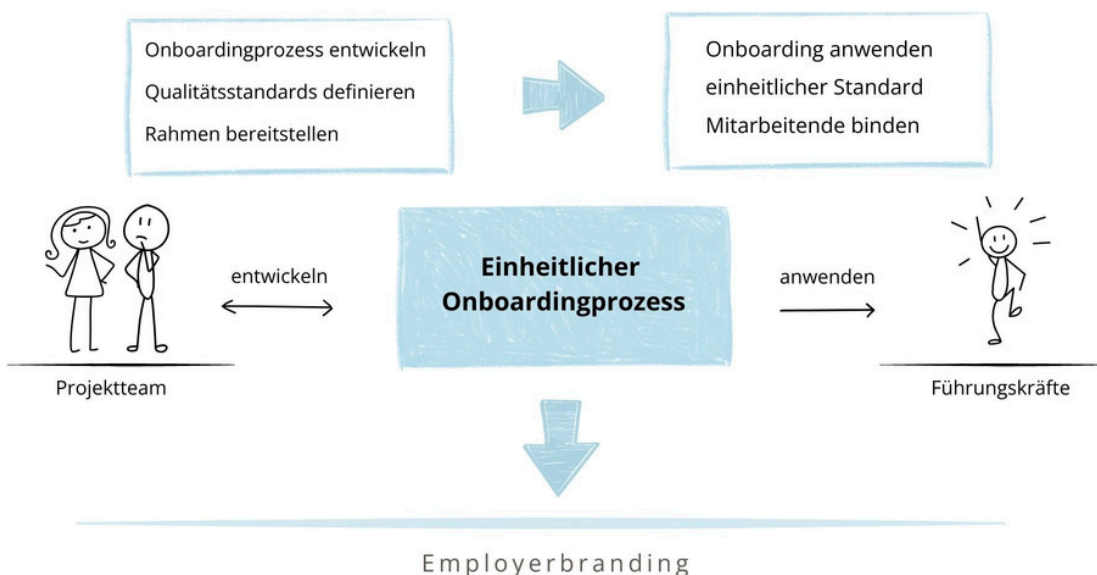 Onboardingprozess entwickeln
Qualitätsstandards definieren
Rahmen bereitstellen
Onboarding anwenden
einheitlicher Standard
Mitarbeitende binden
entwickeln
Einheitlicher
Onboardingprozess
anwenden
Projektteam
Führungskräfte
Employerbranding